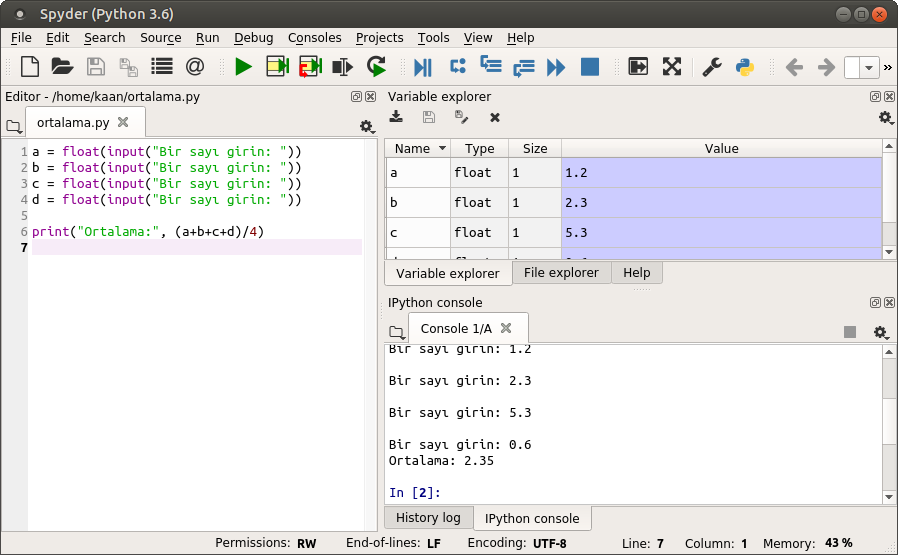 Spyder (Python 3.6)
File Edit Search Source Run Debug Consoles Projects Tools View Help
Editor - /home/kaan/ortalama.py
ortalama.py
1 a = float(input("Bir sayı girin: "))
2 b = float(input("Bir sayı girin: "))
3 c = float(input("Bir sayı girin: "))
4 d = float(input("Bir sayı girin: "))
5
6 print("Ortalama:", (a+b+c+d)/4)
7
Variable explorer
Name Type Size Value
a float 1 1.2
b float 1 2.3
c float 1 5.3
Variable explorer File explorer Help
IPython console
Console 1/A
Bir sayı girin: 1.2
Bir sayı girin: 2.3
Bir sayı girin: 5.3
Bir sayı girin: 0.6
Ortalama: 2.35
In [2]:
History log IPython console
Permissions: RW End-of-lines: LF Encoding: UTF-8 Line: 7 Column: 1 Memory: 43 %